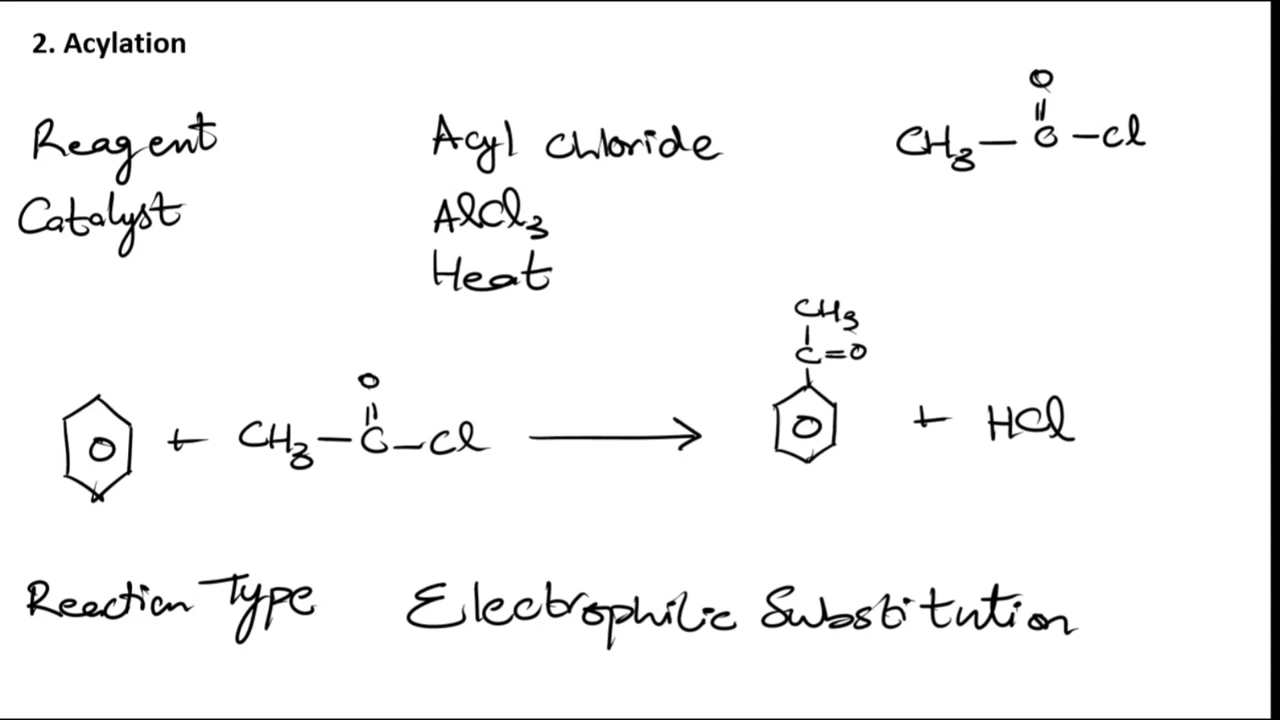 2. Acylation
Reagent Acyl chloride CH3 — C — Cl
O
Catalyst AlCl3
Heat
CH3
C=O
O
+ CH3 — C — Cl + HCl
Reaction Type Electrophilic Substitution